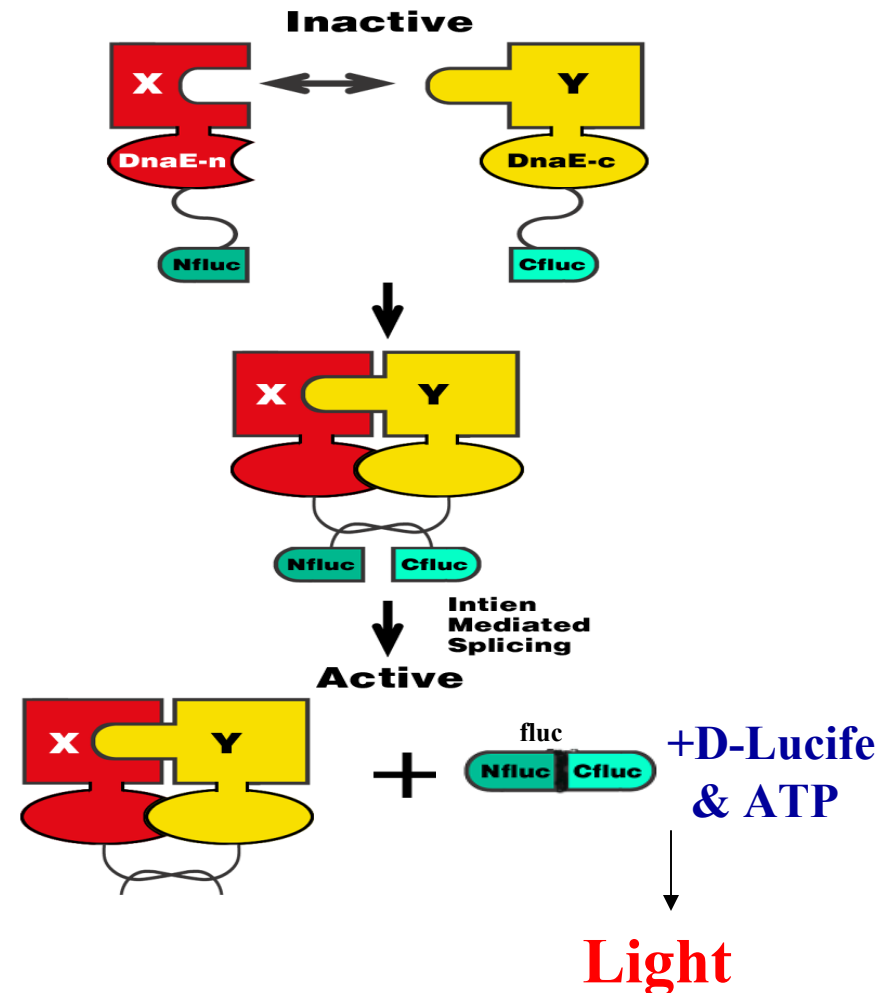 Inactive
X
Y
DnaE-n
DnaE-c
Nfluc
Cfluc
X
Y
Nfluc
Cfluc
Intien
Mediated
Splicing
Active
X
Y
+
fluc
Nfluc
Cfluc
+D-Lucife
& ATP
Light